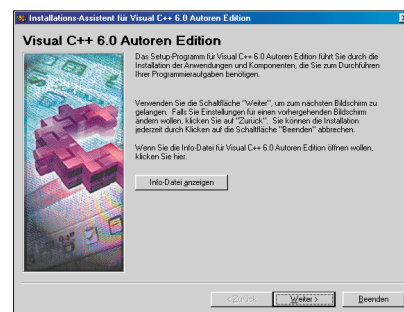 Installations-Assistent für Visual C++ 6.0 Autoren Edition
Visual C++ 6.0 Autoren Edition
Das Setup-Programm für Visual C++ 6.0 Autoren Edition führt Sie durch die
Installation der Anwendungen und Komponenten, die Sie zum Durchführen
Ihrer Programmieraufgaben benötigen.
Verwenden Sie die Schaltfläche "Weiter", um zum nächsten Bildschirm zu
gelangen. Falls Sie Einstellungen für einen vorhergehenden Bildschirm
ändern wollen, klicken Sie auf "Zurück". Sie können die Installation
jederzeit durch Klicken auf die Schaltfläche "Beenden" abbrechen.
Wenn Sie die Info-Datei für Visual C++ 6.0 Autoren Edition öffnen wollen,
klicken Sie hier.
Info-Datei anzeigen
< Zurück
Weiter >
Beenden